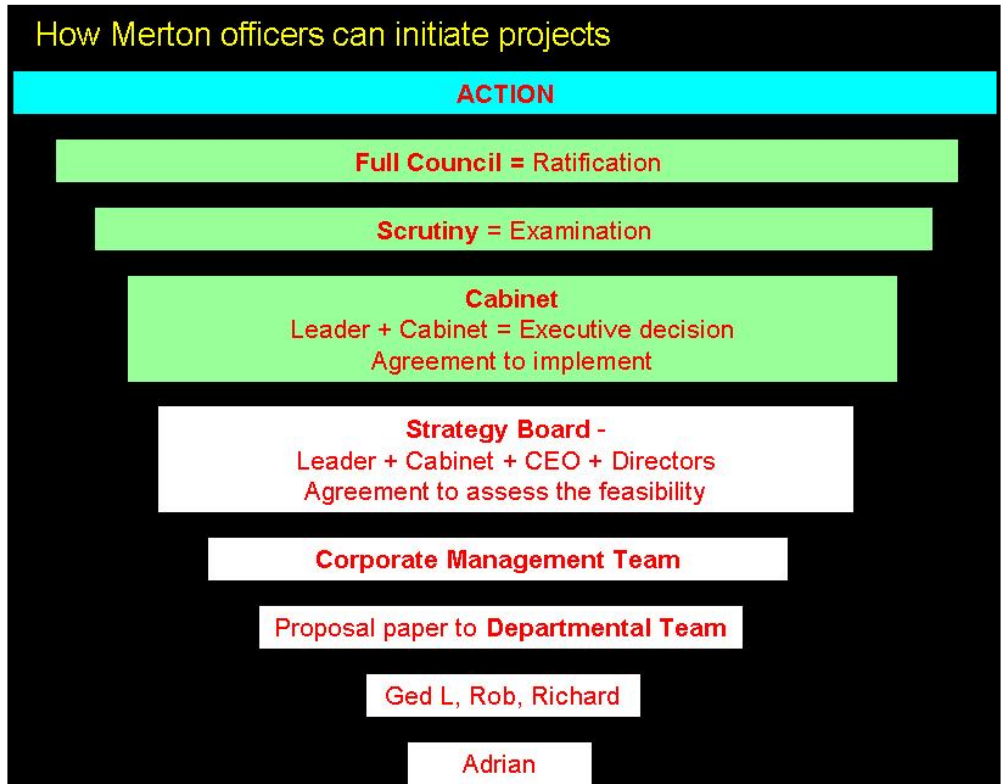 How Merton officers can initiate projects
ACTION
Full Council = Ratification
Scrutiny = Examination
Cabinet
Leader + Cabinet = Executive decision
Agreement to implement
Strategy Board -
Leader + Cabinet + CEO + Directors
Agreement to assess the feasibility
Corporate Management Team
Proposal paper to Departmental Team
Ged L, Rob, Richard
Adrian